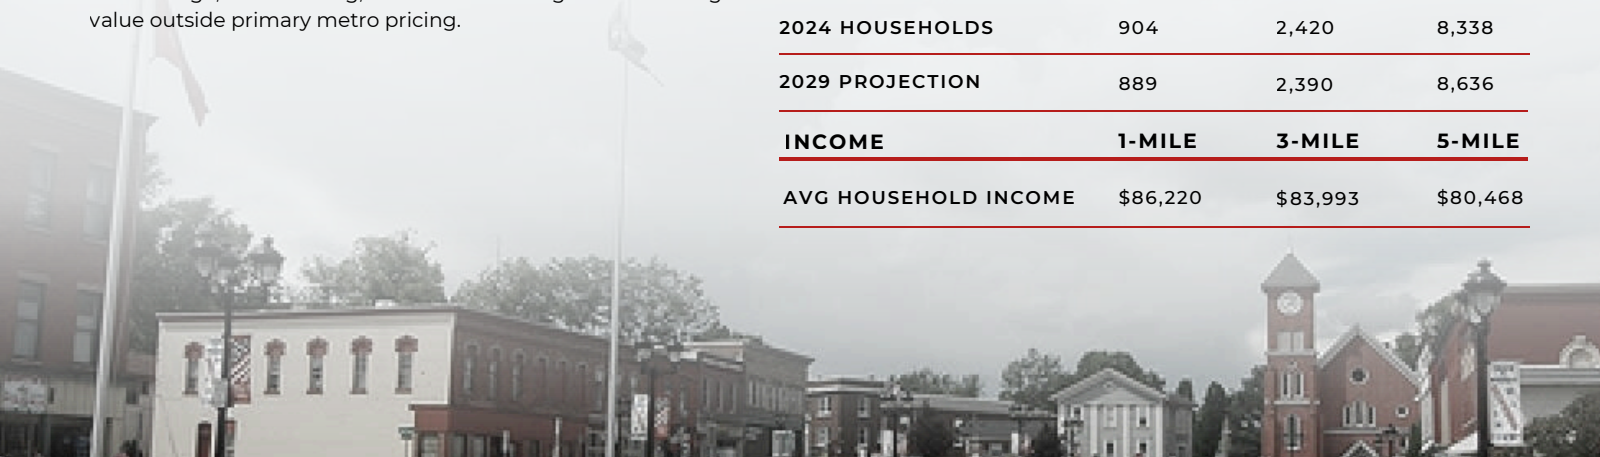 value outside primary metro pricing.
2024 HOUSEHOLDS 904 2,420 8,338
2029 PROJECTION 889 2,390 8,636
INCOME 1-MILE 3-MILE 5-MILE
AVG HOUSEHOLD INCOME $86,220 $83,993 $80,468